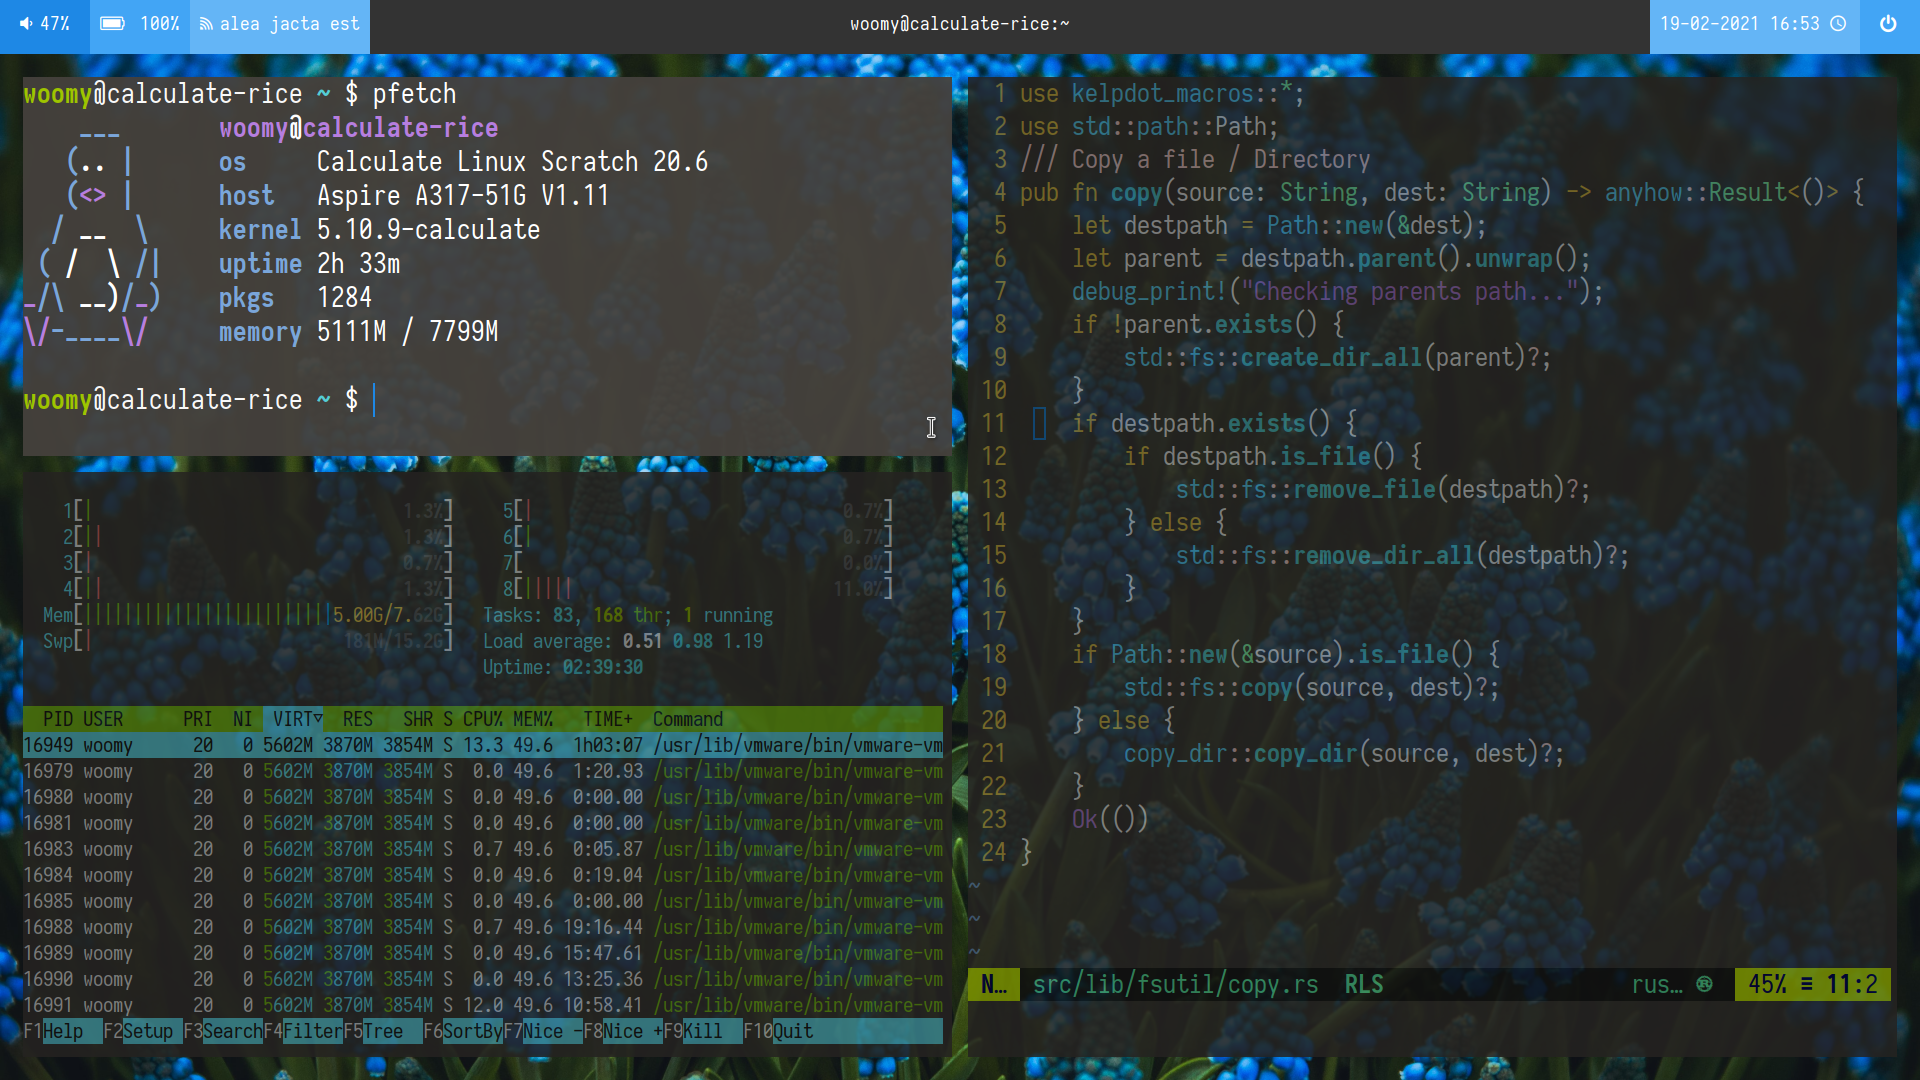 47%
100%
alea jacta est
woomy@calculate-rice:~
19-02-2021 16:53
woomy@calculate-rice ~ $ pfetch
woomy@calculate-rice
os Calculate Linux Scratch 20.6
host Aspire A317-51G V1.11
kernel 5.10.9-calculate
uptime 2h 33m
pkgs 1284
memory 5111M / 7799M
woomy@calculate-rice ~ $
1[| 1.3%] 5[| 0.7%]
2[|| 1.3%] 6[| 0.7%]
3[| 0.7%] 7[ 0.0%]
4[|| 1.3%] 8[||||| 11.0%]
Mem[|||||||||||||||||||||||||5.00G/7.62G] Tasks: 83, 168 thr; 1 running
Swp[| 181M/15.2G] Load average: 0.51 0.98 1.19
Uptime: 02:39:30
PID USER PRI NI VIRT▽ RES SHR S CPU% MEM% TIME+ Command
16949 woomy 20 0 5602M 3870M 3854M S 13.3 49.6 1h03:07 /usr/lib/vmware/bin/vmware-vm
16979 woomy 20 0 5602M 3870M 3854M S 0.0 49.6 1:20.93 /usr/lib/vmware/bin/vmware-vm
16980 woomy 20 0 5602M 3870M 3854M S 0.0 49.6 0:00.00 /usr/lib/vmware/bin/vmware-vm
16981 woomy 20 0 5602M 3870M 3854M S 0.0 49.6 0:00.00 /usr/lib/vmware/bin/vmware-vm
16983 woomy 20 0 5602M 3870M 3854M S 0.7 49.6 0:05.87 /usr/lib/vmware/bin/vmware-vm
16984 woomy 20 0 5602M 3870M 3854M S 0.0 49.6 0:19.04 /usr/lib/vmware/bin/vmware-vm
16985 woomy 20 0 5602M 3870M 3854M S 0.0 49.6 0:00.00 /usr/lib/vmware/bin/vmware-vm
16988 woomy 20 0 5602M 3870M 3854M S 0.7 49.6 19:16.44 /usr/lib/vmware/bin/vmware-vm
16989 woomy 20 0 5602M 3870M 3854M S 0.0 49.6 15:47.61 /usr/lib/vmware/bin/vmware-vm
16990 woomy 20 0 5602M 3870M 3854M S 0.0 49.6 13:25.36 /usr/lib/vmware/bin/vmware-vm
16991 woomy 20 0 5602M 3870M 3854M S 12.0 49.6 10:58.41 /usr/lib/vmware/bin/vmware-vm
F1Help F2Setup F3SearchF4FilterF5Tree F6SortByF7Nice -F8Nice +F9Kill F10Quit
1 use kelpdot_macros::*;
2 use std::path::Path;
3 /// Copy a file / Directory
4 pub fn copy(source: String, dest: String) -> anyhow::Result<()> {
5     let destpath = Path::new(&dest);
6     let parent = destpath.parent().unwrap();
7     debug_print!("Checking parents path...");
8     if !parent.exists() {
9         std::fs::create_dir_all(parent)?;
10     }
11     if destpath.exists() {
12         if destpath.is_file() {
13             std::fs::remove_file(destpath)?;
14         } else {
15             std::fs::remove_dir_all(destpath)?;
16         }
17     }
18     if Path::new(&source).is_file() {
19         std::fs::copy(source, dest)?;
20     } else {
21         copy_dir::copy_dir(source, dest)?;
22     }
23     Ok(())
24 }
~
~
~
N… src/lib/fsutil/copy.rs RLS rus… 45% ≡ 11:2